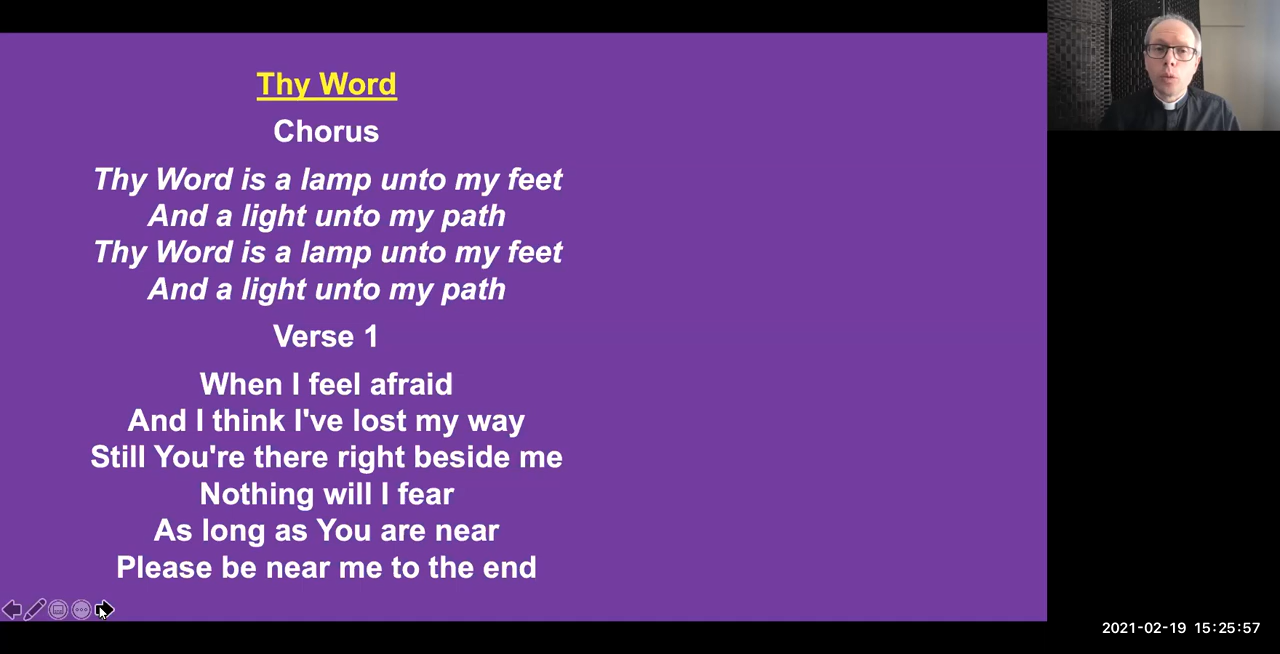 Thy Word
Chorus
Thy Word is a lamp unto my feet
And a light unto my path
Thy Word is a lamp unto my feet
And a light unto my path
Verse 1
When I feel afraid
And I think I've lost my way
Still You're there right beside me
Nothing will I fear
As long as You are near
Please be near me to the end
2021-02-19 15:25:57